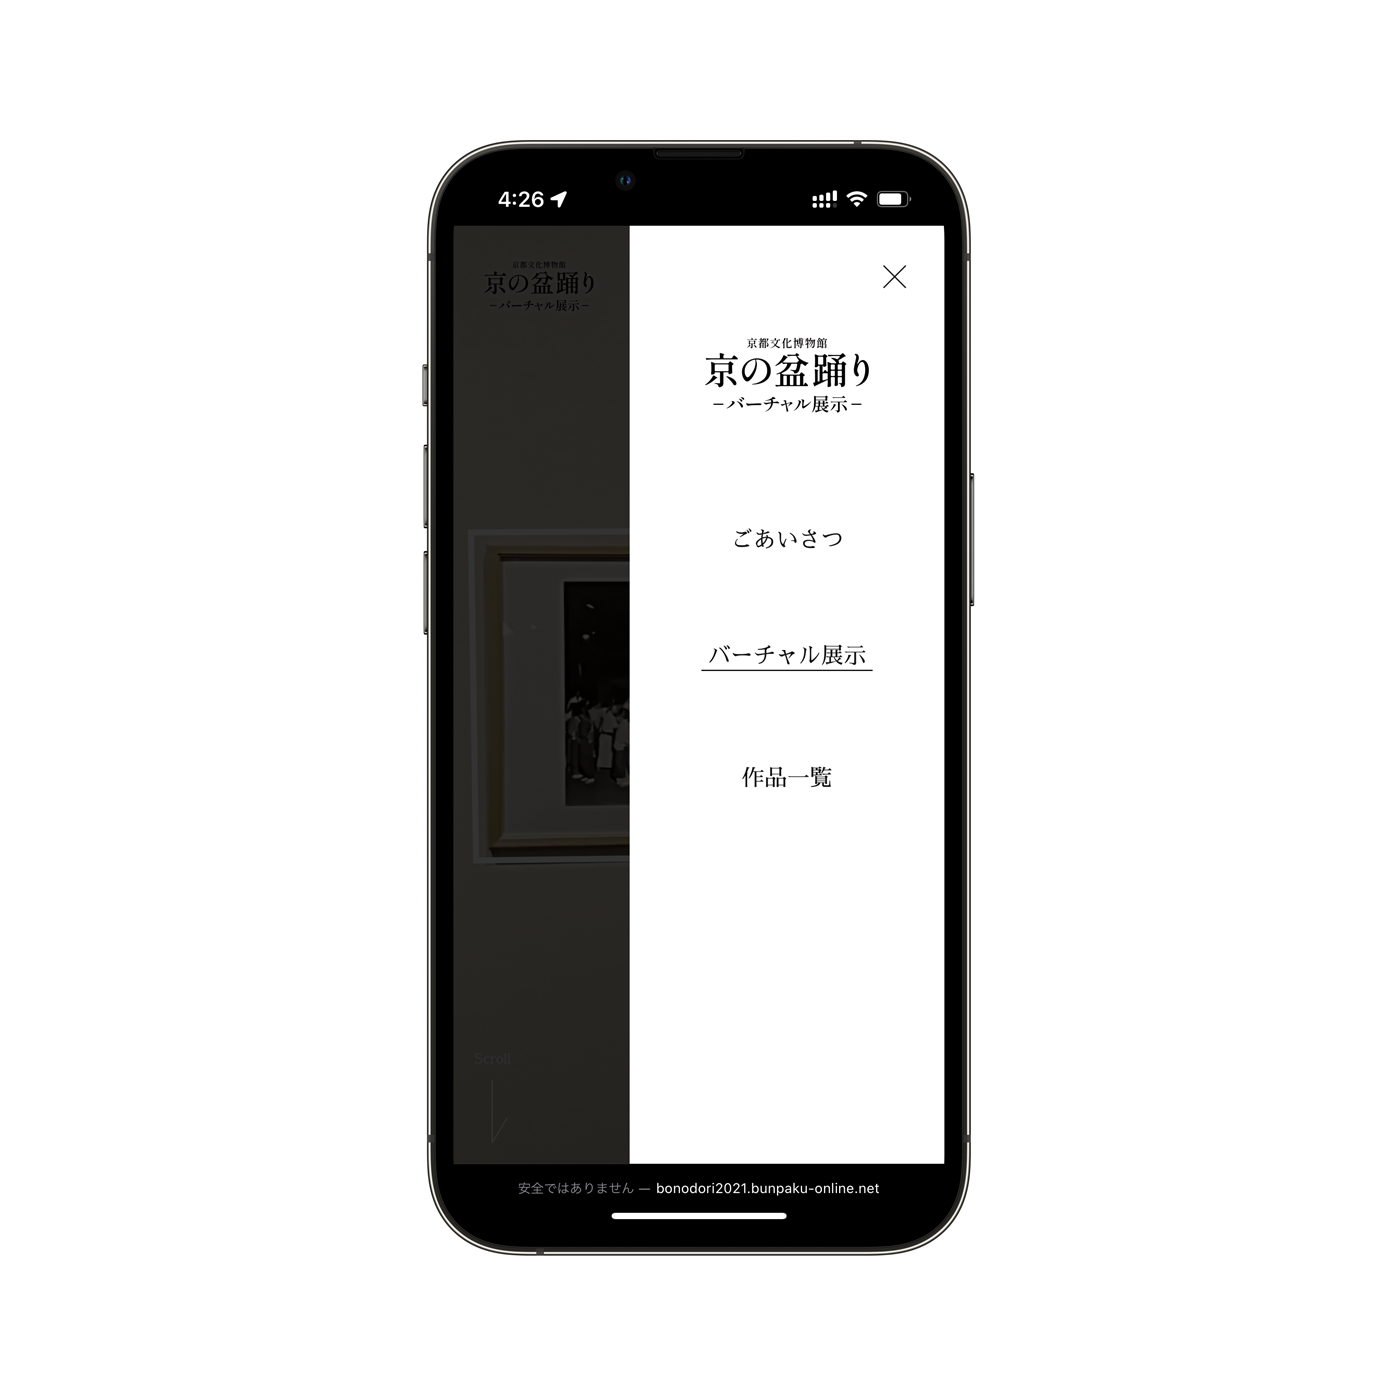 4:26
京都文化博物館
京の盆踊り
－バーチャル展示－
京都文化博物館
京の盆踊り
－バーチャル展示－
ごあいさつ
バーチャル展示
作品一覧
Scroll
安全ではありません — bonodori2021.bunpaku-online.net